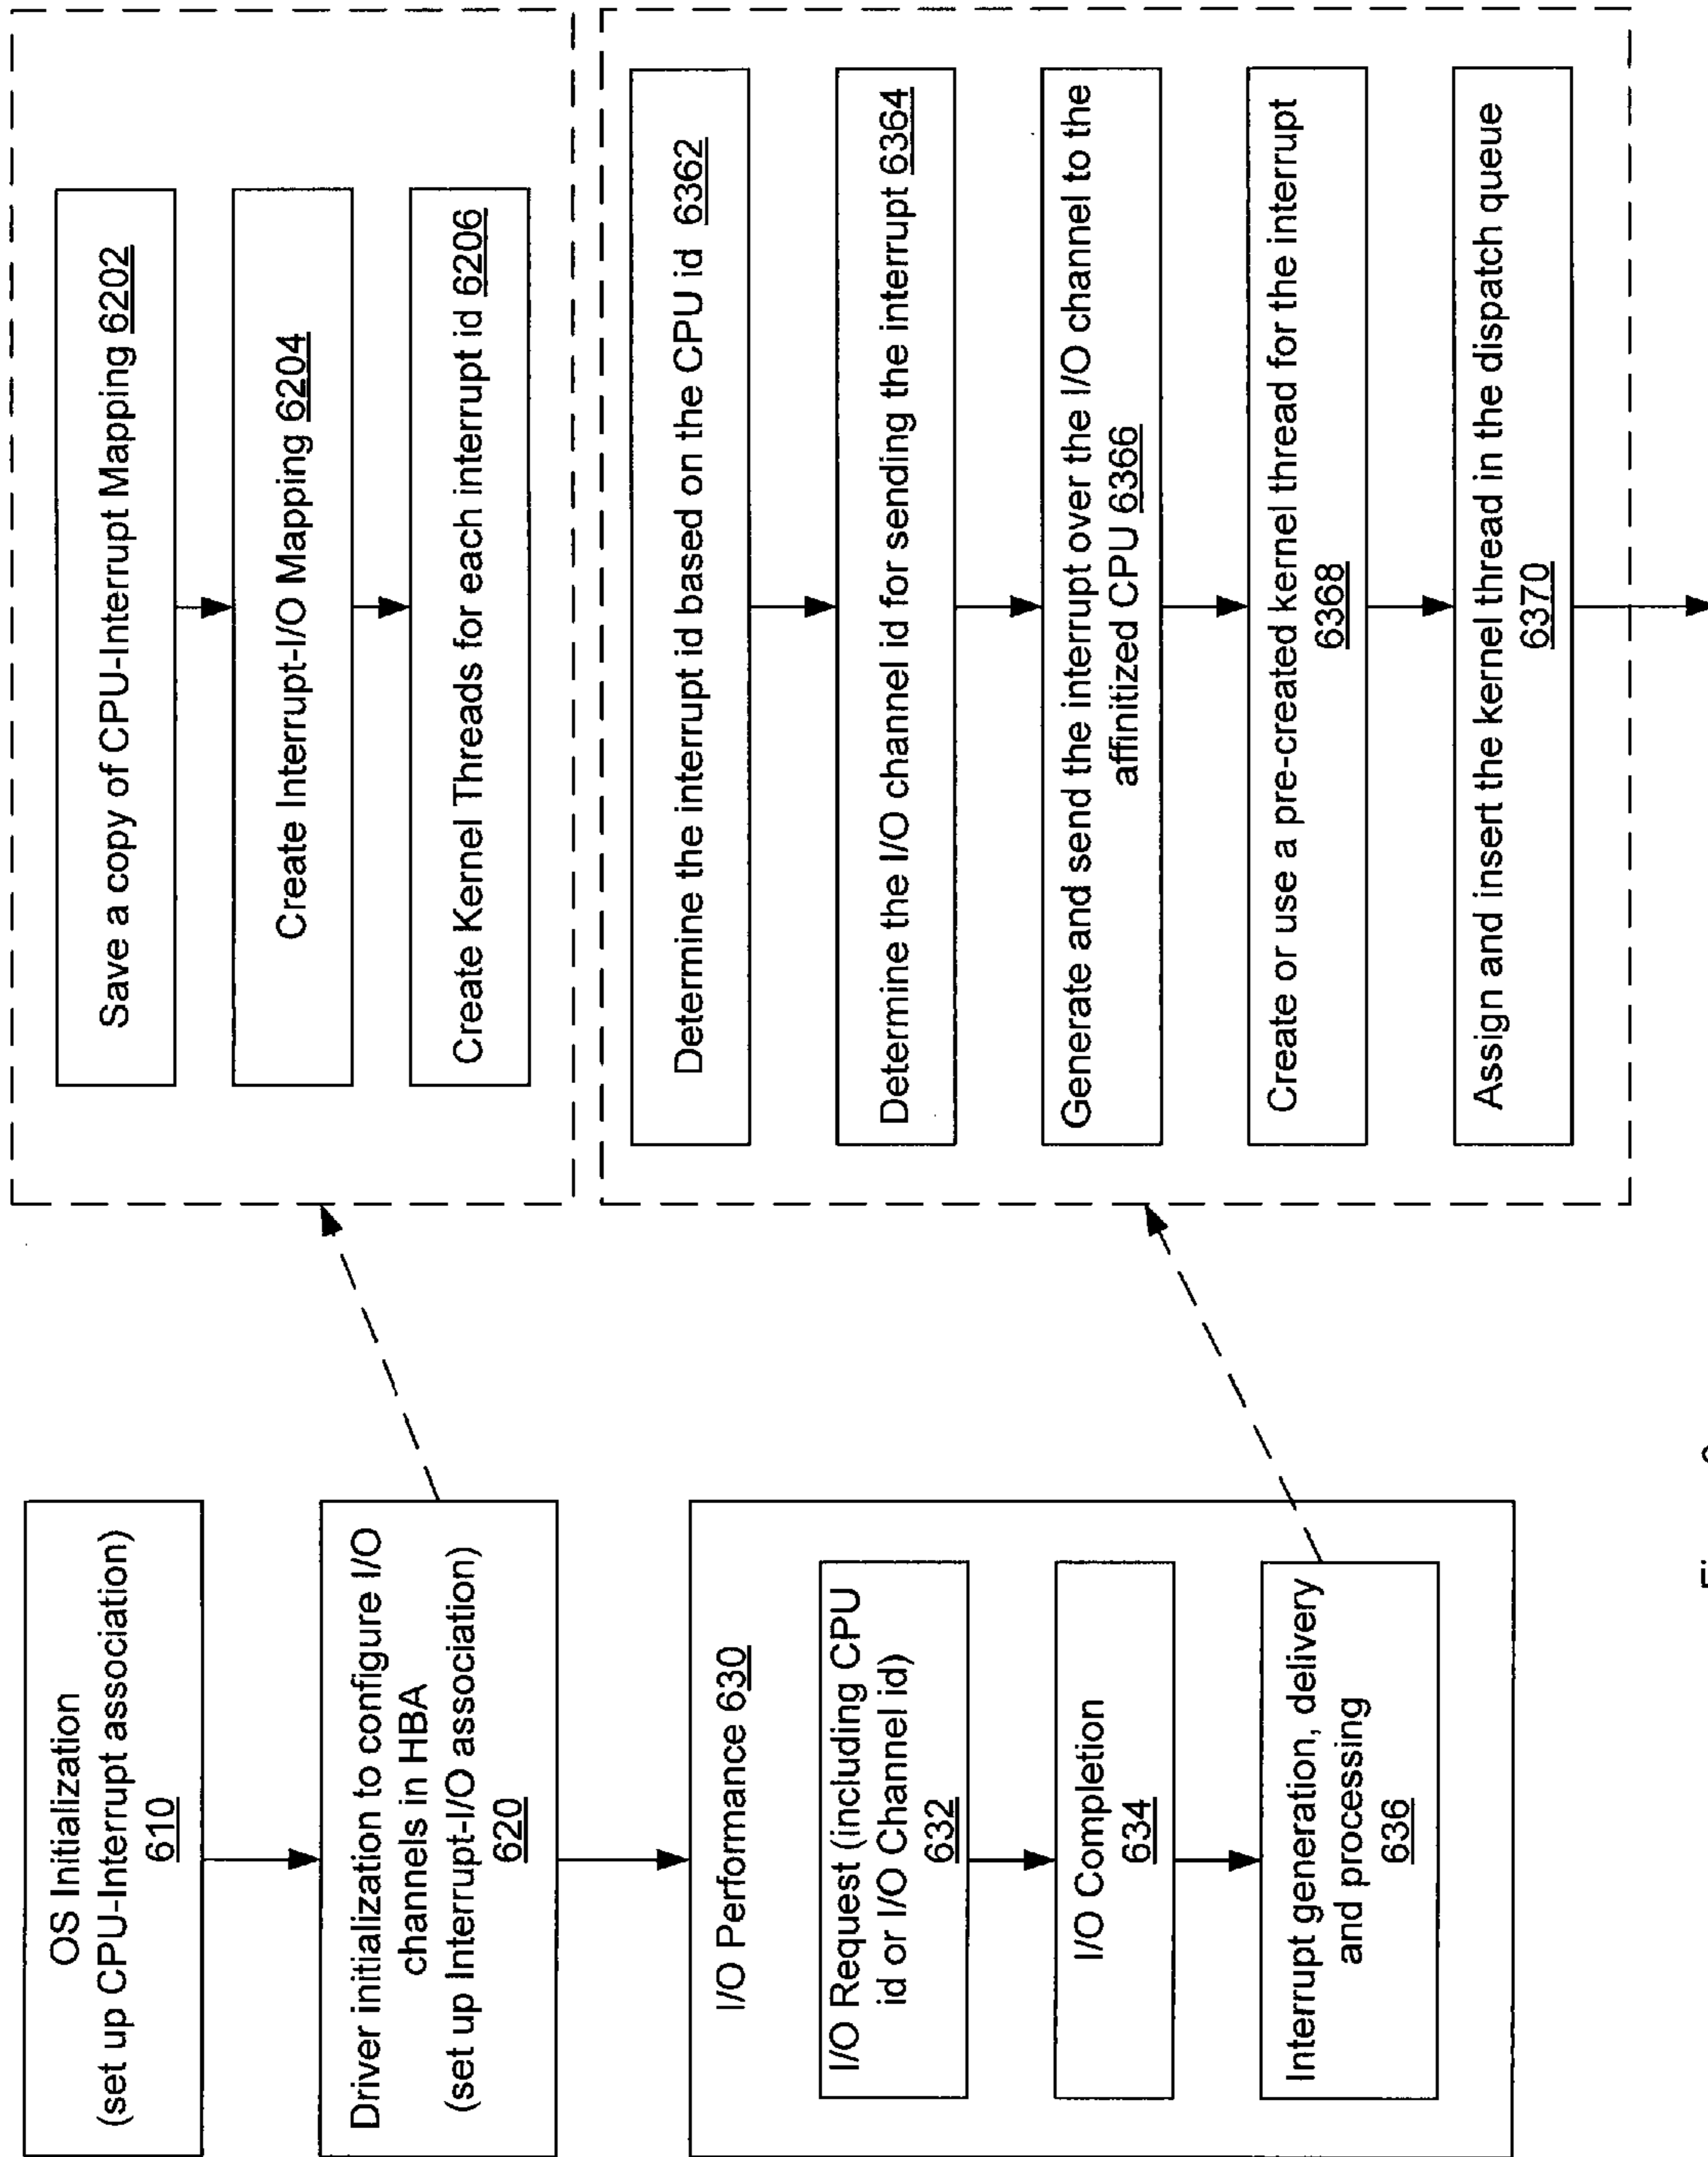 OS Initialization
(set up CPU-Interrupt association)
610
Driver initialization to configure I/O
channels in HBA
(set up Interrupt-I/O association)
620
I/O Performance 630
I/O Request (including CPU
id or I/O Channel id)
632
I/O Completion
634
Interrupt generation, delivery
and processing
636
Save a copy of CPU-Interrupt Mapping 6202
Create Interrupt-I/O Mapping 6204
Create Kernel Threads for each interrupt id 6206
Determine the interrupt id based on the CPU id 6362
Determine the I/O channel id for sending the interrupt 6364
Generate and send the interrupt over the I/O channel to the
affinitized CPU 6366
Create or use a pre-created kernel thread for the interrupt
6368
Assign and insert the kernel thread in the dispatch queue
6370